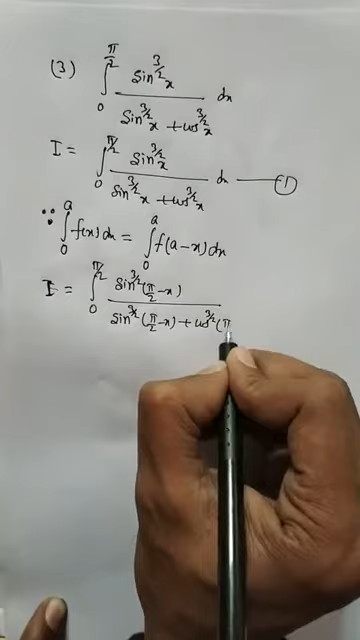 (3) ∫₀^(π/2) sin^(3/2)x / (sin^(3/2)x + cos^(3/2)x) dx
I = ∫₀^(π/2) sin^(3/2)x / (sin^(3/2)x + cos^(3/2)x) dx —— ①
∵ ∫₀^a f(x) dx = ∫₀^a f(a-x) dx
I = ∫₀^(π/2) sin^(3/2)(π/2-x) / (sin^(3/2)(π/2-x) + cos^(3/2)(π